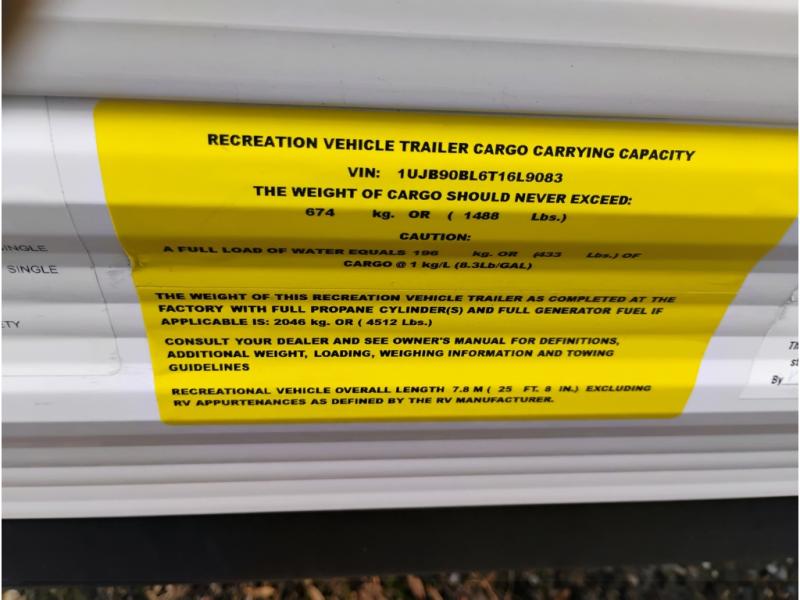 RECREATION VEHICLE TRAILER CARGO CARRYING CAPACITY
VIN: 1UJB90BL6T16L9083
THE WEIGHT OF CARGO SHOULD NEVER EXCEED:
674 kg. OR ( 1488 Lbs.)
CAUTION:
A FULL LOAD OF WATER EQUALS 196 kg. OR (433 Lbs.) OF
CARGO @ 1 kg/L (8.3Lb/GAL)
THE WEIGHT OF THIS RECREATION VEHICLE TRAILER AS COMPLETED AT THE
FACTORY WITH FULL PROPANE CYLINDER(S) AND FULL GENERATOR FUEL IF
APPLICABLE IS: 2046 kg. OR ( 4512 Lbs.)
CONSULT YOUR DEALER AND SEE OWNER'S MANUAL FOR DEFINITIONS,
ADDITIONAL WEIGHT, LOADING, WEIGHING INFORMATION AND TOWING
GUIDELINES
RECREATIONAL VEHICLE OVERALL LENGTH 7.8 M ( 25 FT. 8 IN.) EXCLUDING
RV APPURTENANCES AS DEFINED BY THE RV MANUFACTURER.
SINGLE
By